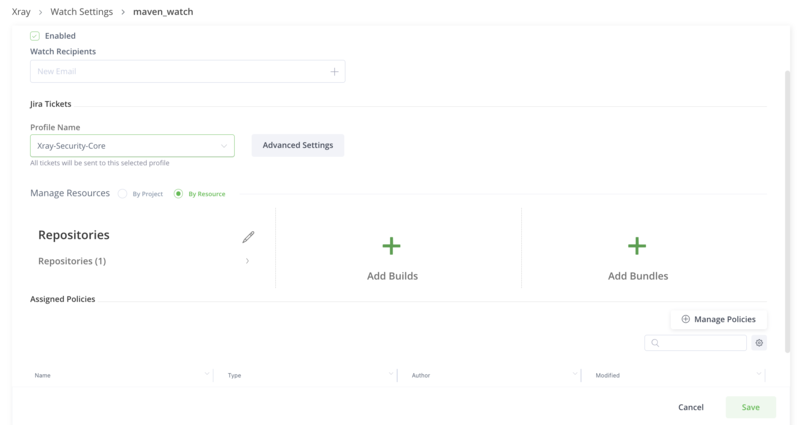 Xray > Watch Settings > maven_watch
Enabled
Watch Recipients
New Email
Jira Tickets
Profile Name
Xray-Security-Core
Advanced Settings
All tickets will be sent to this selected profile
Manage Resources By Project By Resource
Repositories
Repositories (1)
Add Builds
Add Bundles
Assigned Policies
Manage Policies
Name Type Author Modified
Cancel Save